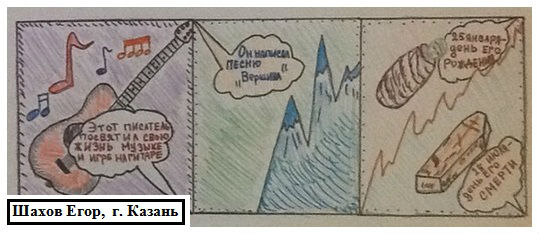 Этот писатель
посвятил свою
жизнь музыке
и игре на гитаре
Он написал
песню
"Вершина"
25 января-
день его
рождения
25 июля-
день его
смерти
Шахов Егор, г. Казань